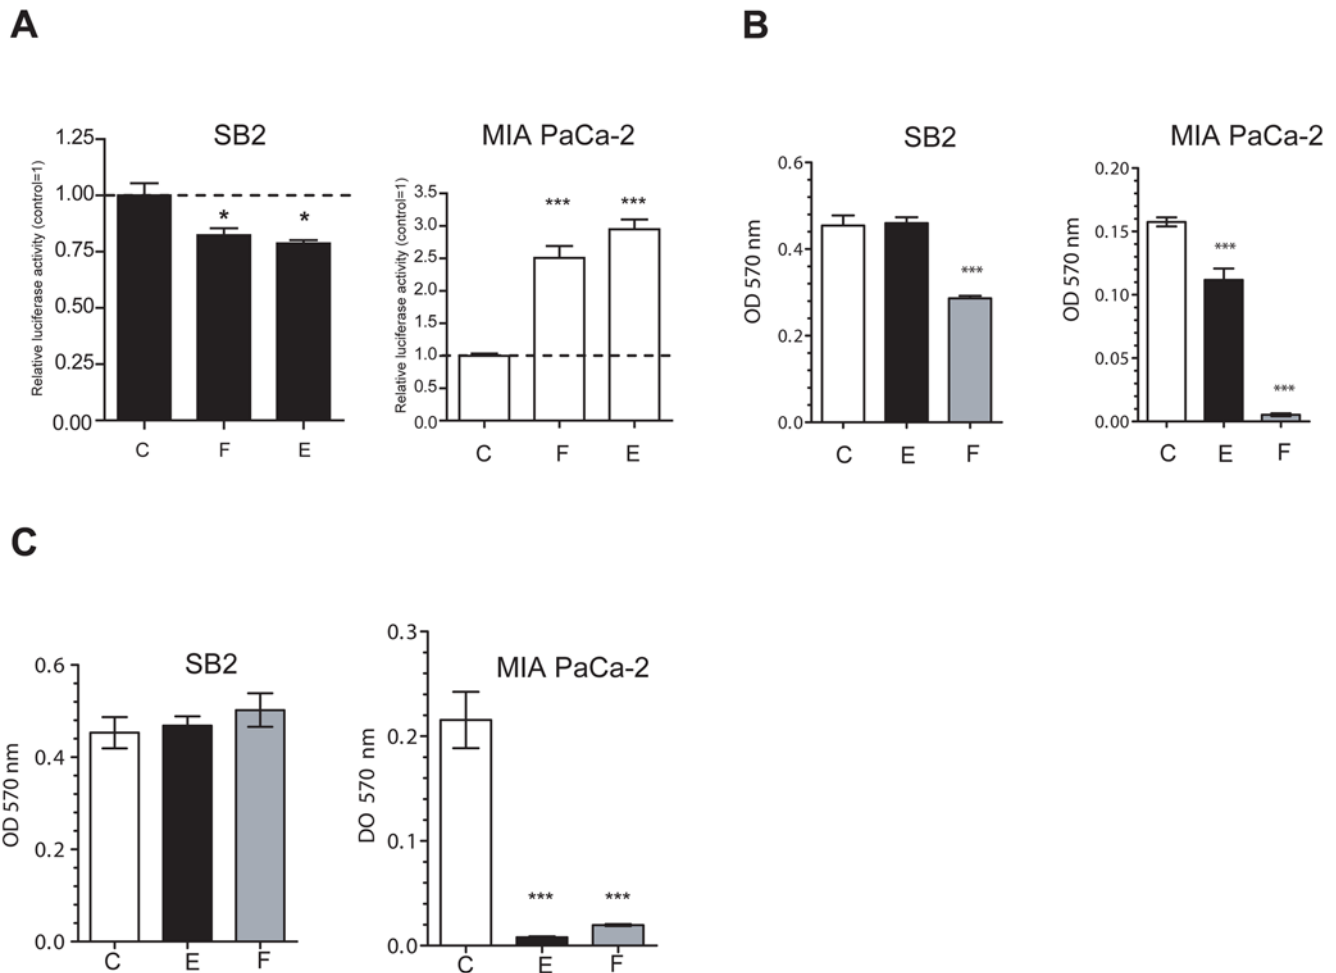 A
B
SB2
MIA PaCa-2
Relative luciferase activity (control=1)
1.25
1.00
0.75
0.50
0.25
0.00
*
*
C F E
Relative luciferase activity (control=1)
3.5
3.0
2.5
2.0
1.5
1.0
0.5
0.0
***
***
C F E
SB2
MIA PaCa-2
OD 570 nm
0.6
0.4
0.2
0.0
***
C E F
OD 570 nm
0.20
0.15
0.10
0.05
0.00
***
***
C E F
C
SB2
MIA PaCa-2
OD 570 nm
0.6
0.4
0.2
0.0
C E F
DO 570 nm
0.3
0.2
0.1
0.0
***
***
C E F